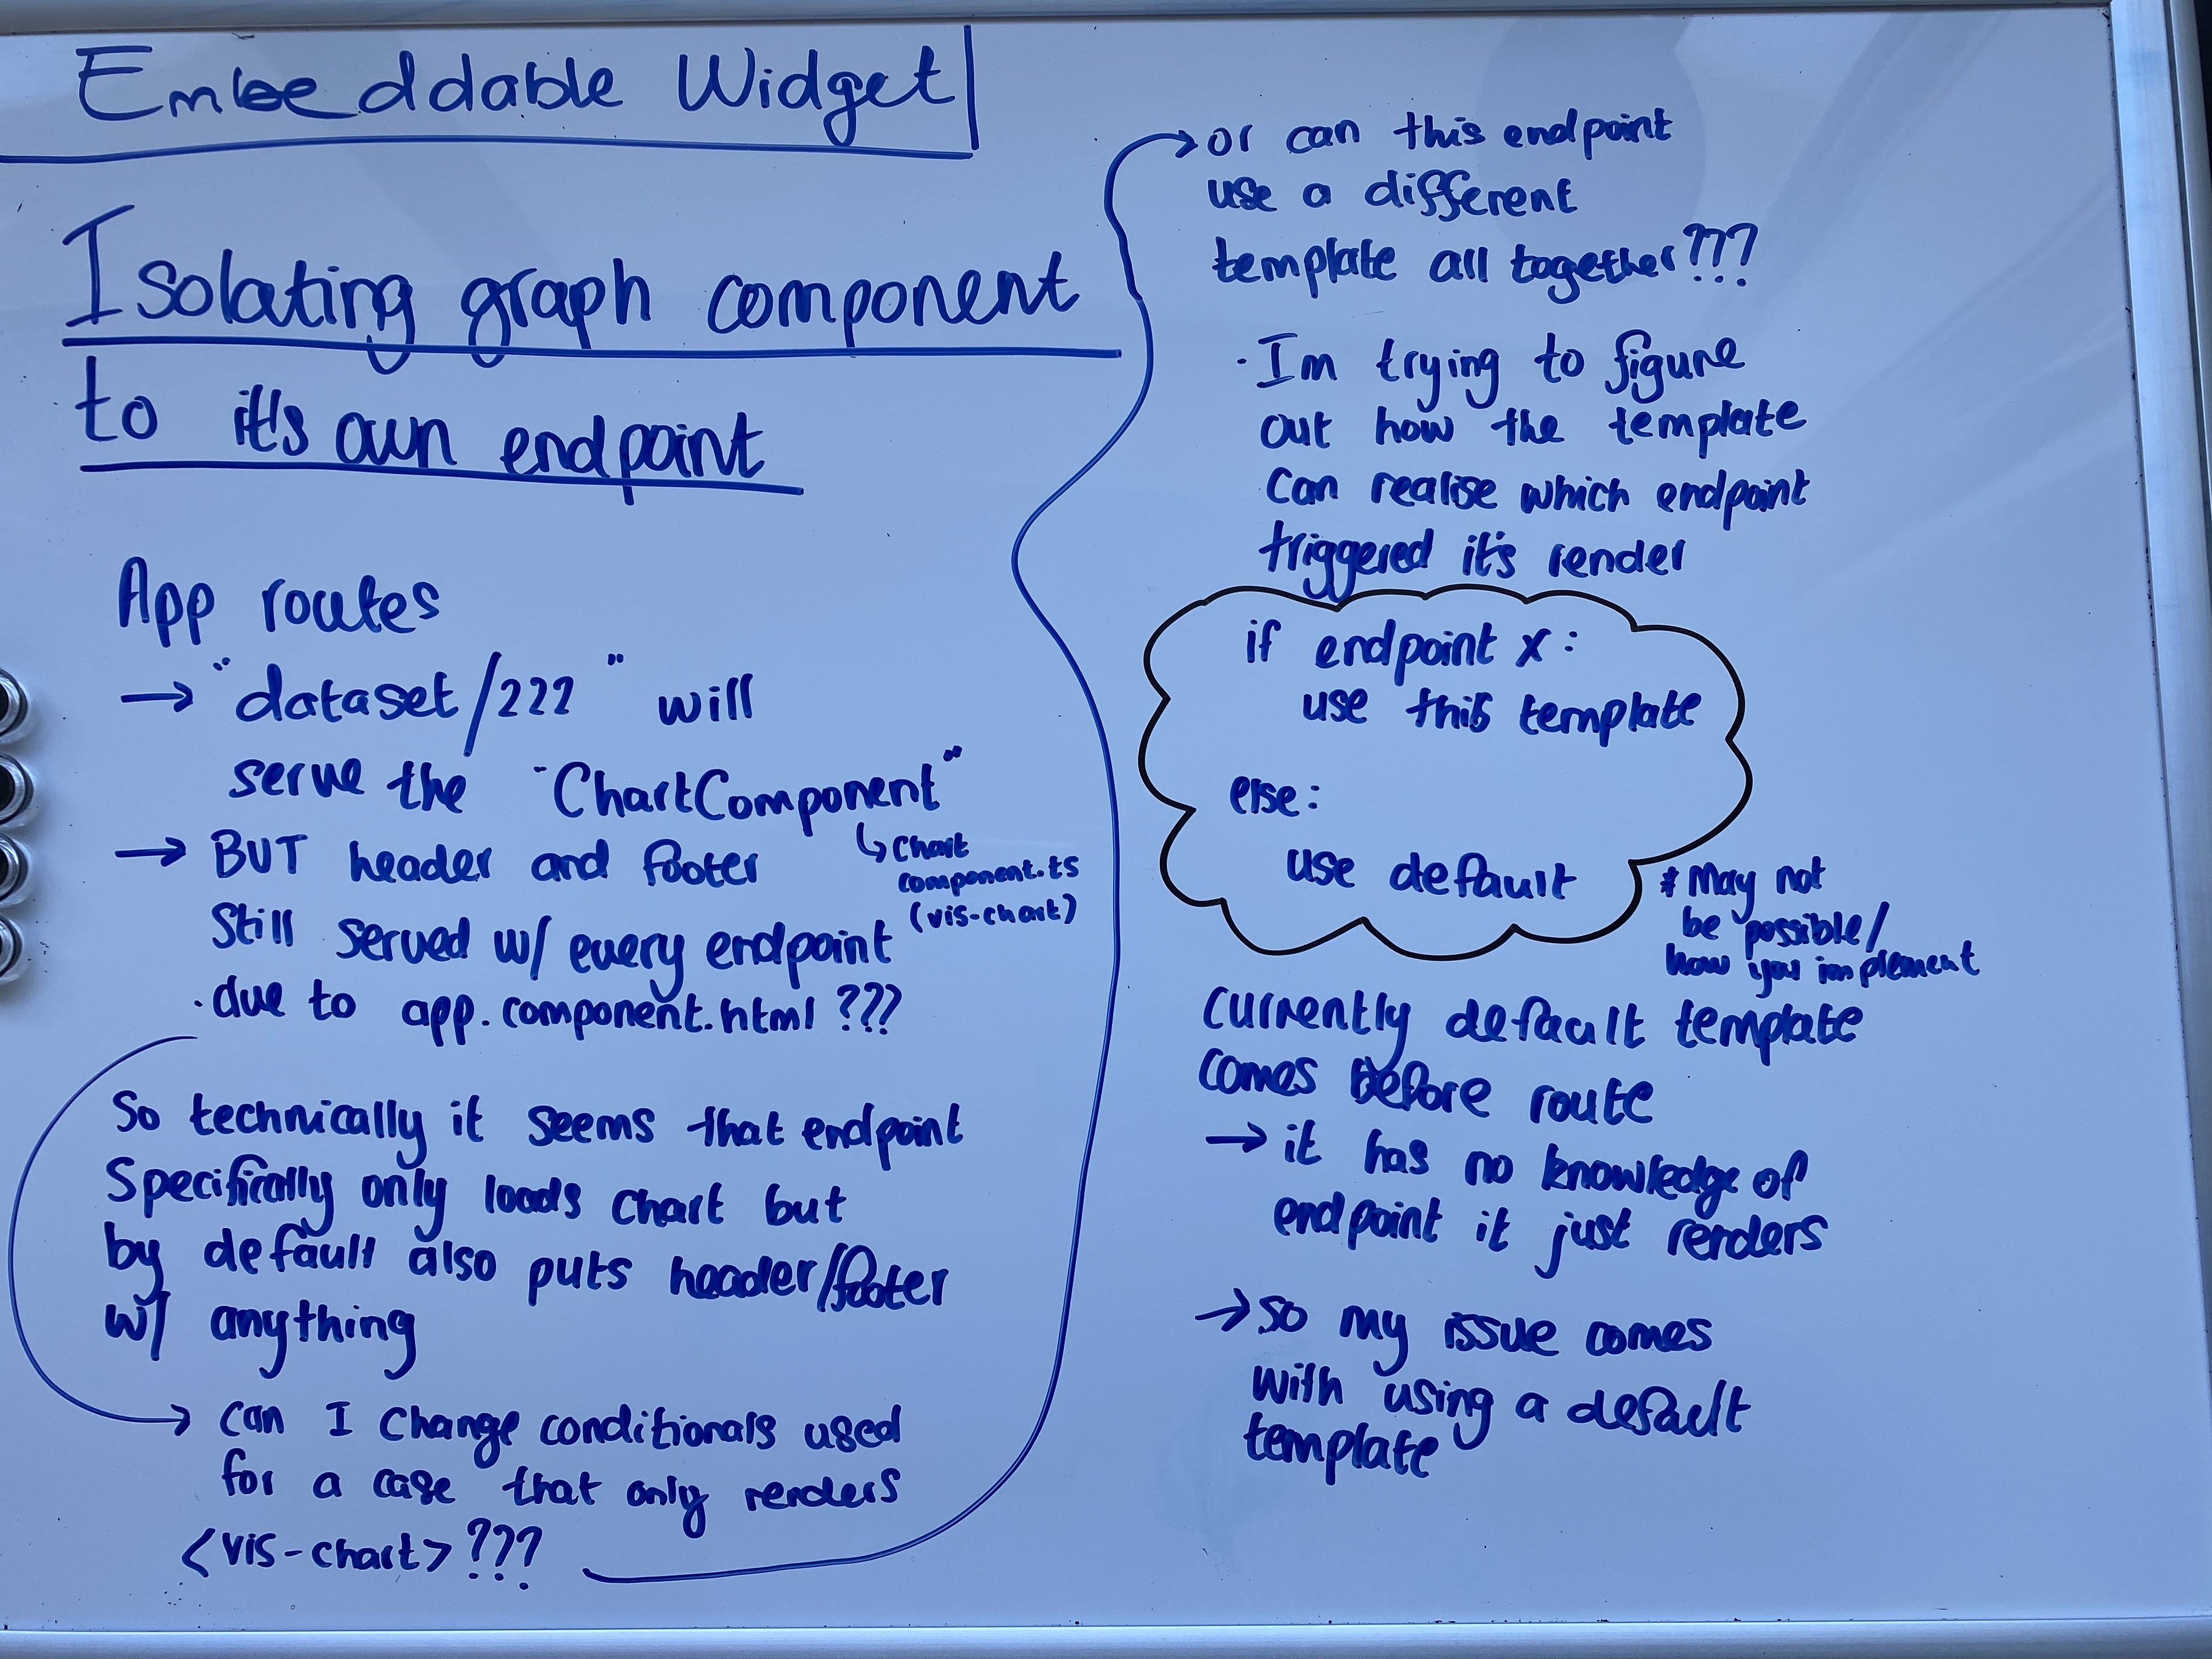 Embeddable Widget
Isolating graph component
to it's own endpoint
App routes
→ "dataset/222" will
serve the "ChartComponent"
↳ Chart
component.ts
(vis-chart)
→ BUT header and footer
Still served w/ every endpoint
· due to app.component.html ???
So technically it seems that endpoint
Specifically only loads chart but
by default also puts header/footer
w/ anything
→ can I change conditionals used
for a case that only renders
<vis-chart> ???
→ or can this endpoint
use a different
template all together???
· Im trying to figure
out how the template
can realise which endpoint
triggered it's render
if endpoint x:
use this template
else:
use default
* May not
be possible/
how you implement
currently default template
comes before route
→ it has no knowledge of
endpoint it just renders
→ so my issue comes
with using a default
template